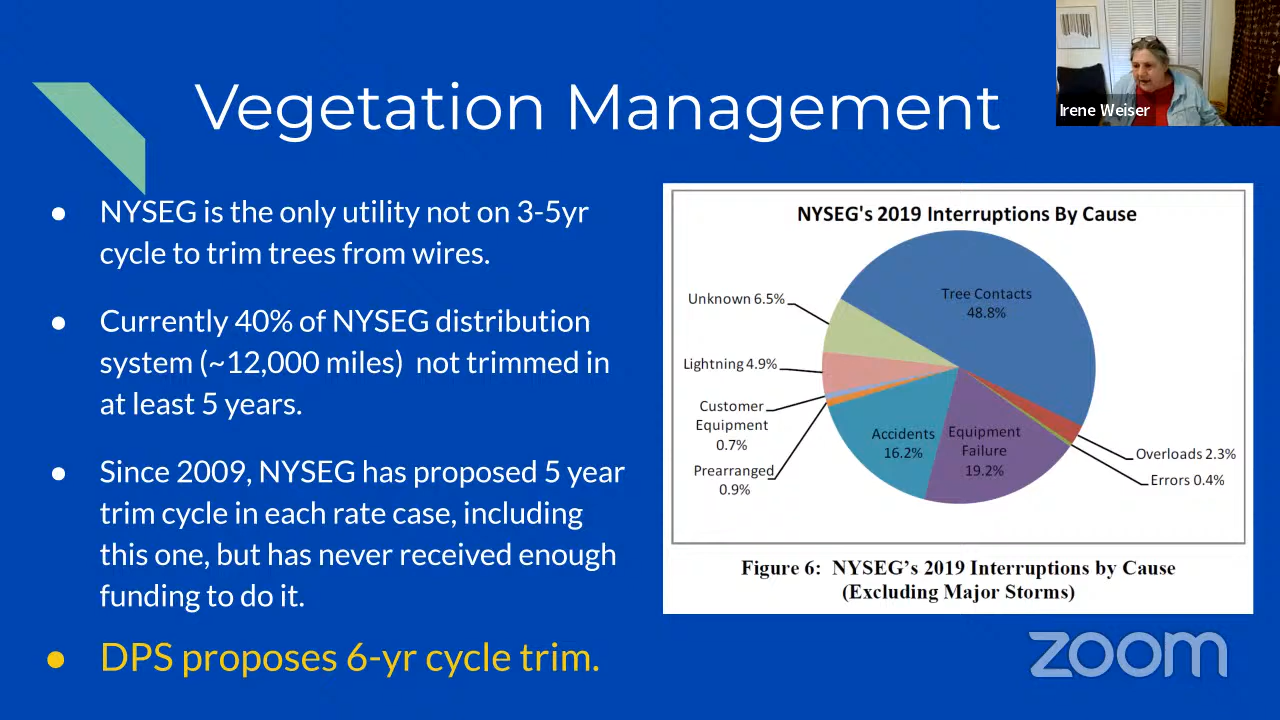 Vegetation Management
Irene Weiser
● NYSEG is the only utility not on 3-5yr
cycle to trim trees from wires.
● Currently 40% of NYSEG distribution
system (~12,000 miles)  not trimmed in
at least 5 years.
● Since 2009, NYSEG has proposed 5 year
trim cycle in each rate case, including
this one, but has never received enough
funding to do it.
● DPS proposes 6-yr cycle trim.
NYSEG's 2019 Interruptions By Cause
Tree Contacts
48.8%
Unknown 6.5%
Lightning 4.9%
Customer
Equipment
0.7%
Prearranged
0.9%
Accidents
16.2%
Equipment
Failure
19.2%
Overloads 2.3%
Errors 0.4%
Figure 6:  NYSEG’s 2019 Interruptions by Cause
(Excluding Major Storms)
zoom